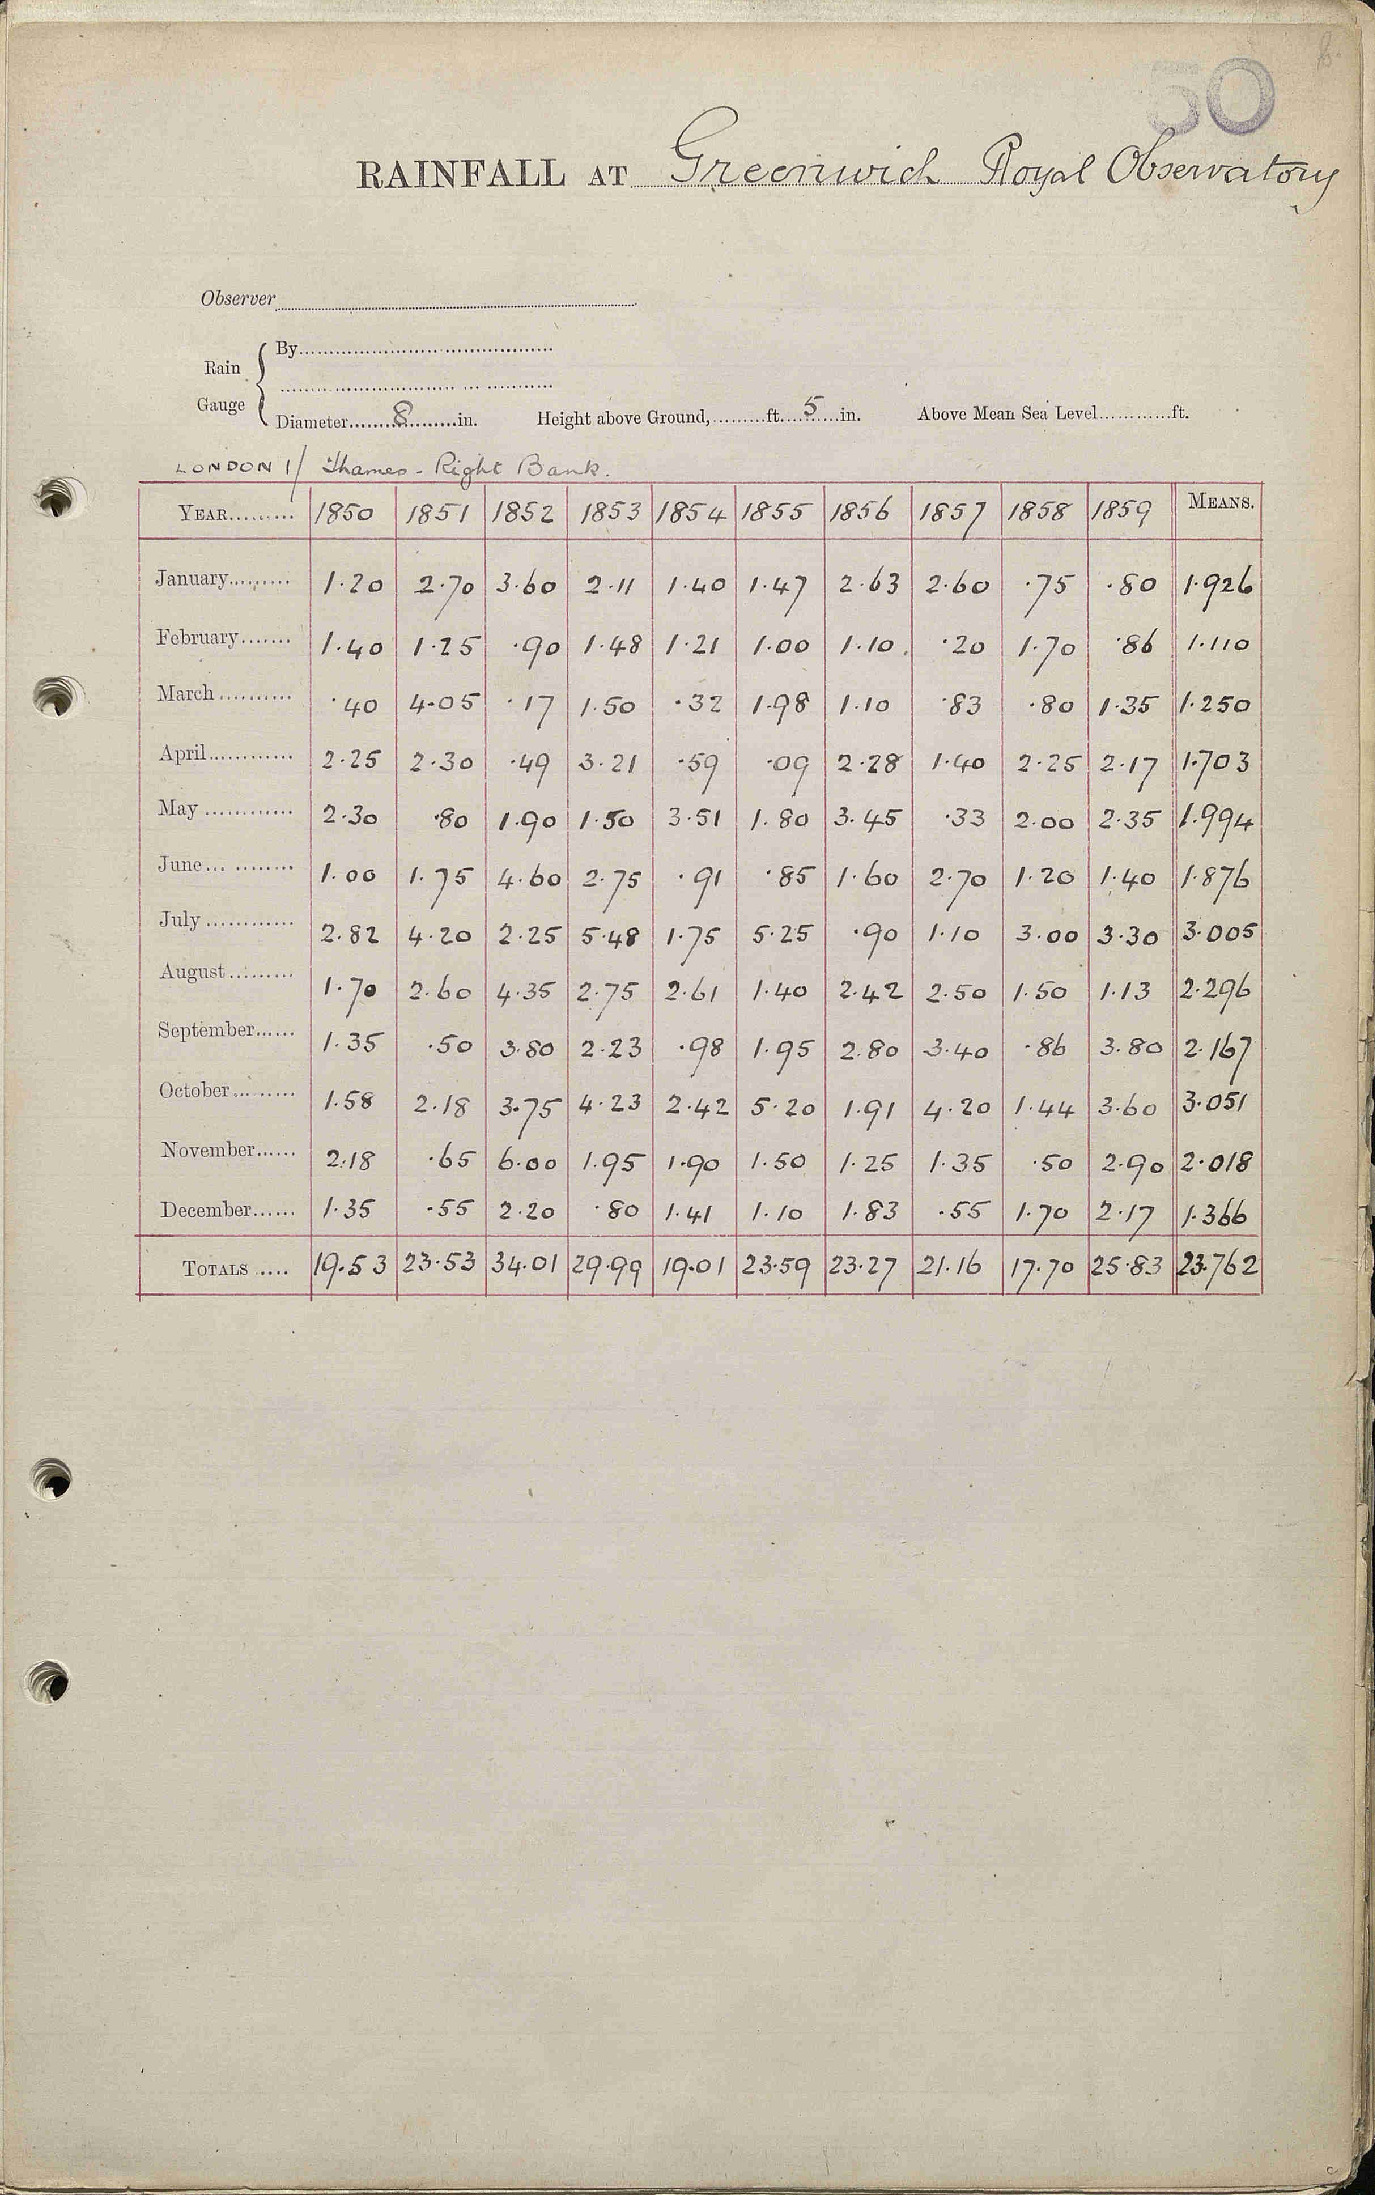 50
RAINFALL AT Greenwich Royal Observatory
Observer
Rain Gauge { By
Diameter 8 in. Height above Ground, ft. 5 in. Above Mean Sea Level ft.
LONDON 1/ Thames - Right Bank.
YEAR 1850 1851 1852 1853 1854 1855 1856 1857 1858 1859 MEANS.
January 1.20 2.70 3.60 2.11 1.40 1.47 2.63 2.60 .75 .80 1.926
February 1.40 1.25 .90 1.48 1.21 1.00 1.10 .20 1.70 .86 1.110
March .40 4.05 .17 1.50 .32 1.98 1.10 .83 .80 1.35 1.250
April 2.25 2.30 .49 3.21 .59 .09 2.28 1.40 2.25 2.17 1.703
May 2.30 .80 1.90 1.50 3.51 1.80 3.45 .33 2.00 2.35 1.994
June 1.00 1.75 4.60 2.75 .91 .85 1.60 2.70 1.20 1.40 1.876
July 2.82 4.20 2.25 5.48 1.75 5.25 .90 1.10 3.00 3.30 3.005
August 1.70 2.60 4.35 2.75 2.61 1.40 2.42 2.50 1.50 1.13 2.296
September 1.35 .50 3.80 2.23 .98 1.95 2.80 3.40 .86 3.80 2.167
October 1.58 2.18 3.75 4.23 2.42 5.20 1.91 4.20 1.44 3.60 3.051
November 2.18 .65 6.00 1.95 1.90 1.50 1.25 1.35 .50 2.90 2.018
December 1.35 .55 2.20 .80 1.41 1.10 1.83 .55 1.70 2.17 1.366
TOTALS 19.53 23.53 34.01 29.99 19.01 23.59 23.27 21.16 17.70 25.83 23.762